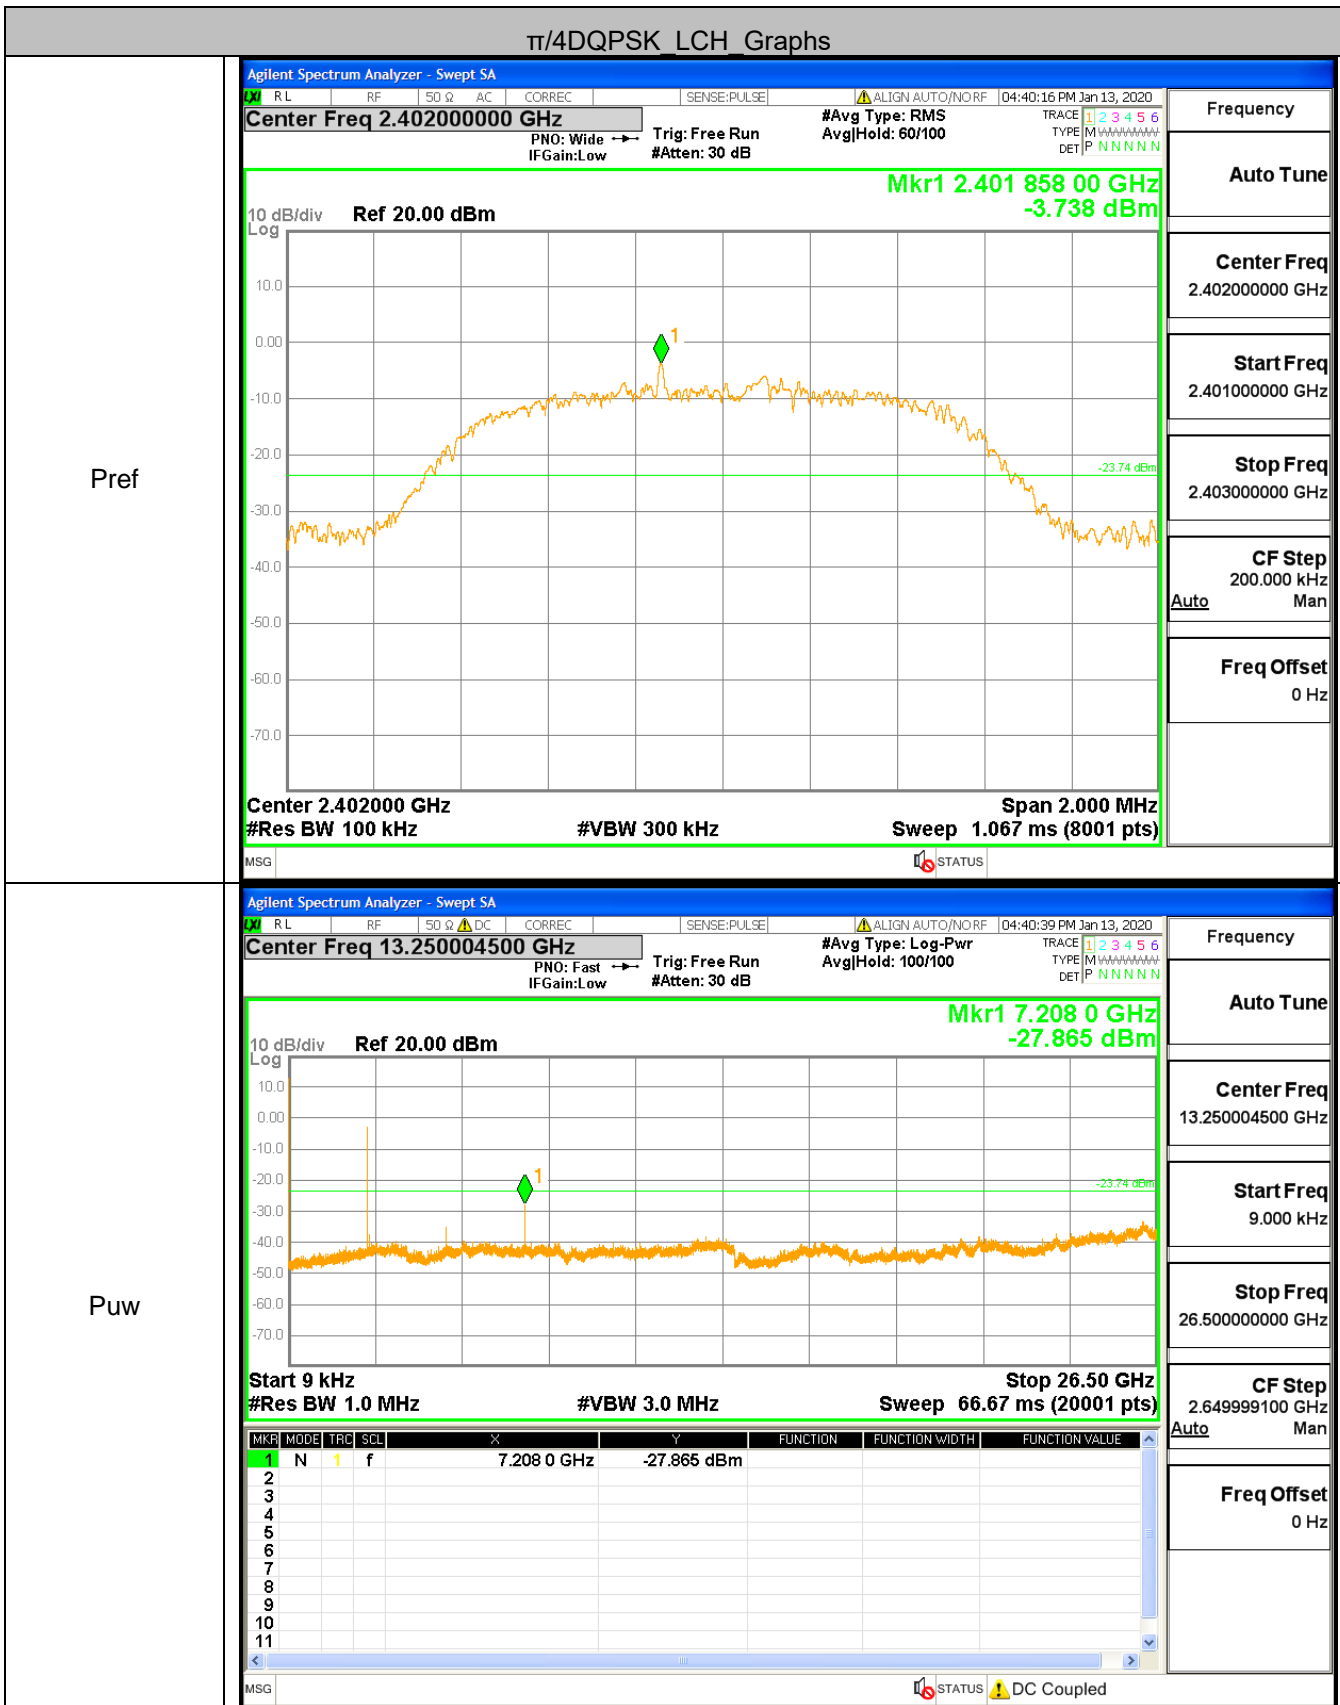 π/4DQPSK_LCH_Graphs
Pref
Agilent Spectrum Analyzer - Swept SA
LXI RL RF 50 Ω AC CORREC SENSE:PULSE ALIGN AUTO/NO RF 04:40:16 PM Jan 13, 2020
Center Freq 2.402000000 GHz
PNO: Wide
IFGain:Low
Trig: Free Run
#Atten: 30 dB
#Avg Type: RMS
Avg|Hold: 60/100
TRACE 1 2 3 4 5 6
TYPE M
DET P N N N N N
Mkr1 2.401 858 00 GHz
-3.738 dBm
10 dB/div
Log
Ref 20.00 dBm
10.0
0.00
-10.0
-20.0
-30.0
-40.0
-50.0
-60.0
-70.0
1
-23.74 dBm
Center 2.402000 GHz
Span 2.000 MHz
#Res BW 100 kHz
#VBW 300 kHz
Sweep 1.067 ms (8001 pts)
MSG
STATUS
Frequency
Auto Tune
Center Freq
2.402000000 GHz
Start Freq
2.401000000 GHz
Stop Freq
2.403000000 GHz
CF Step
200.000 kHz
Auto Man
Freq Offset
0 Hz
Puw
Agilent Spectrum Analyzer - Swept SA
LXI RL RF 50 Ω DC CORREC SENSE:PULSE ALIGN AUTO/NO RF 04:40:39 PM Jan 13, 2020
Center Freq 13.250004500 GHz
PNO: Fast
IFGain:Low
Trig: Free Run
#Atten: 30 dB
#Avg Type: Log-Pwr
Avg|Hold: 100/100
TRACE 1 2 3 4 5 6
TYPE M
DET P N N N N N
Mkr1 7.208 0 GHz
-27.865 dBm
10 dB/div
Log
Ref 20.00 dBm
10.0
0.00
-10.0
-20.0
-30.0
-40.0
-50.0
-60.0
-70.0
1
-23.74 dBm
Start 9 kHz
Stop 26.50 GHz
#Res BW 1.0 MHz
#VBW 3.0 MHz
Sweep 66.67 ms (20001 pts)
MKR MODE TRC SCL X Y FUNCTION FUNCTION WIDTH FUNCTION VALUE
1 N 1 f 7.208 0 GHz -27.865 dBm
2
3
4
5
6
7
8
9
10
11
MSG
STATUS DC Coupled
Frequency
Auto Tune
Center Freq
13.250004500 GHz
Start Freq
9.000 kHz
Stop Freq
26.500000000 GHz
CF Step
2.649999100 GHz
Auto Man
Freq Offset
0 Hz